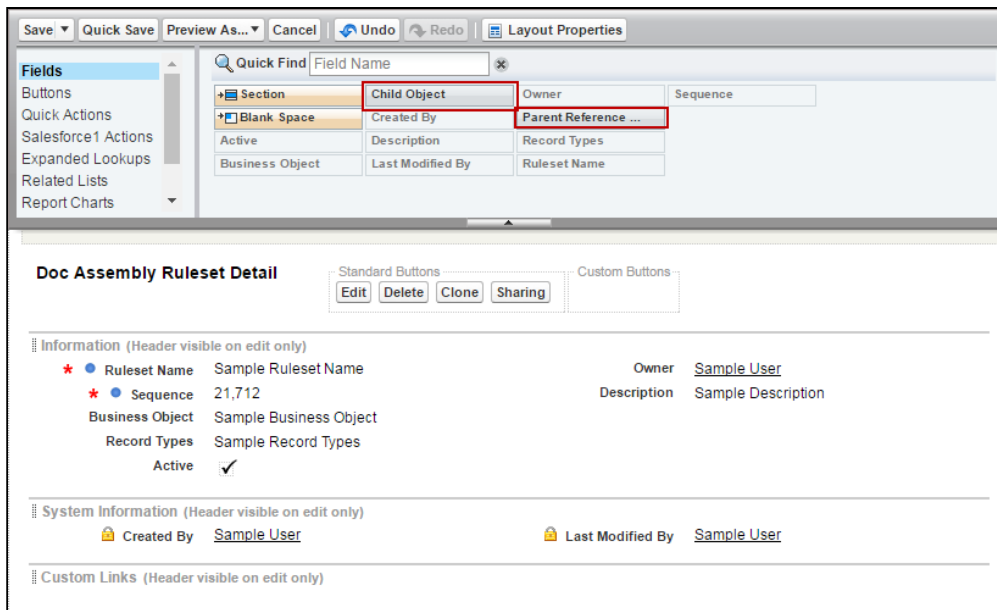 Save Quick Save Preview As... Cancel Undo Redo Layout Properties
Fields
Buttons
Quick Actions
Salesforce1 Actions
Expanded Lookups
Related Lists
Report Charts
Quick Find Field Name
Section Child Object Owner Sequence
Blank Space Created By Parent Reference ...
Active Description Record Types
Business Object Last Modified By Ruleset Name
Doc Assembly Ruleset Detail
Standard Buttons
Edit Delete Clone Sharing
Custom Buttons
Information (Header visible on edit only)
* Ruleset Name Sample Ruleset Name Owner Sample User
* Sequence 21,712 Description Sample Description
Business Object Sample Business Object
Record Types Sample Record Types
Active
System Information (Header visible on edit only)
Created By Sample User Last Modified By Sample User
Custom Links (Header visible on edit only)